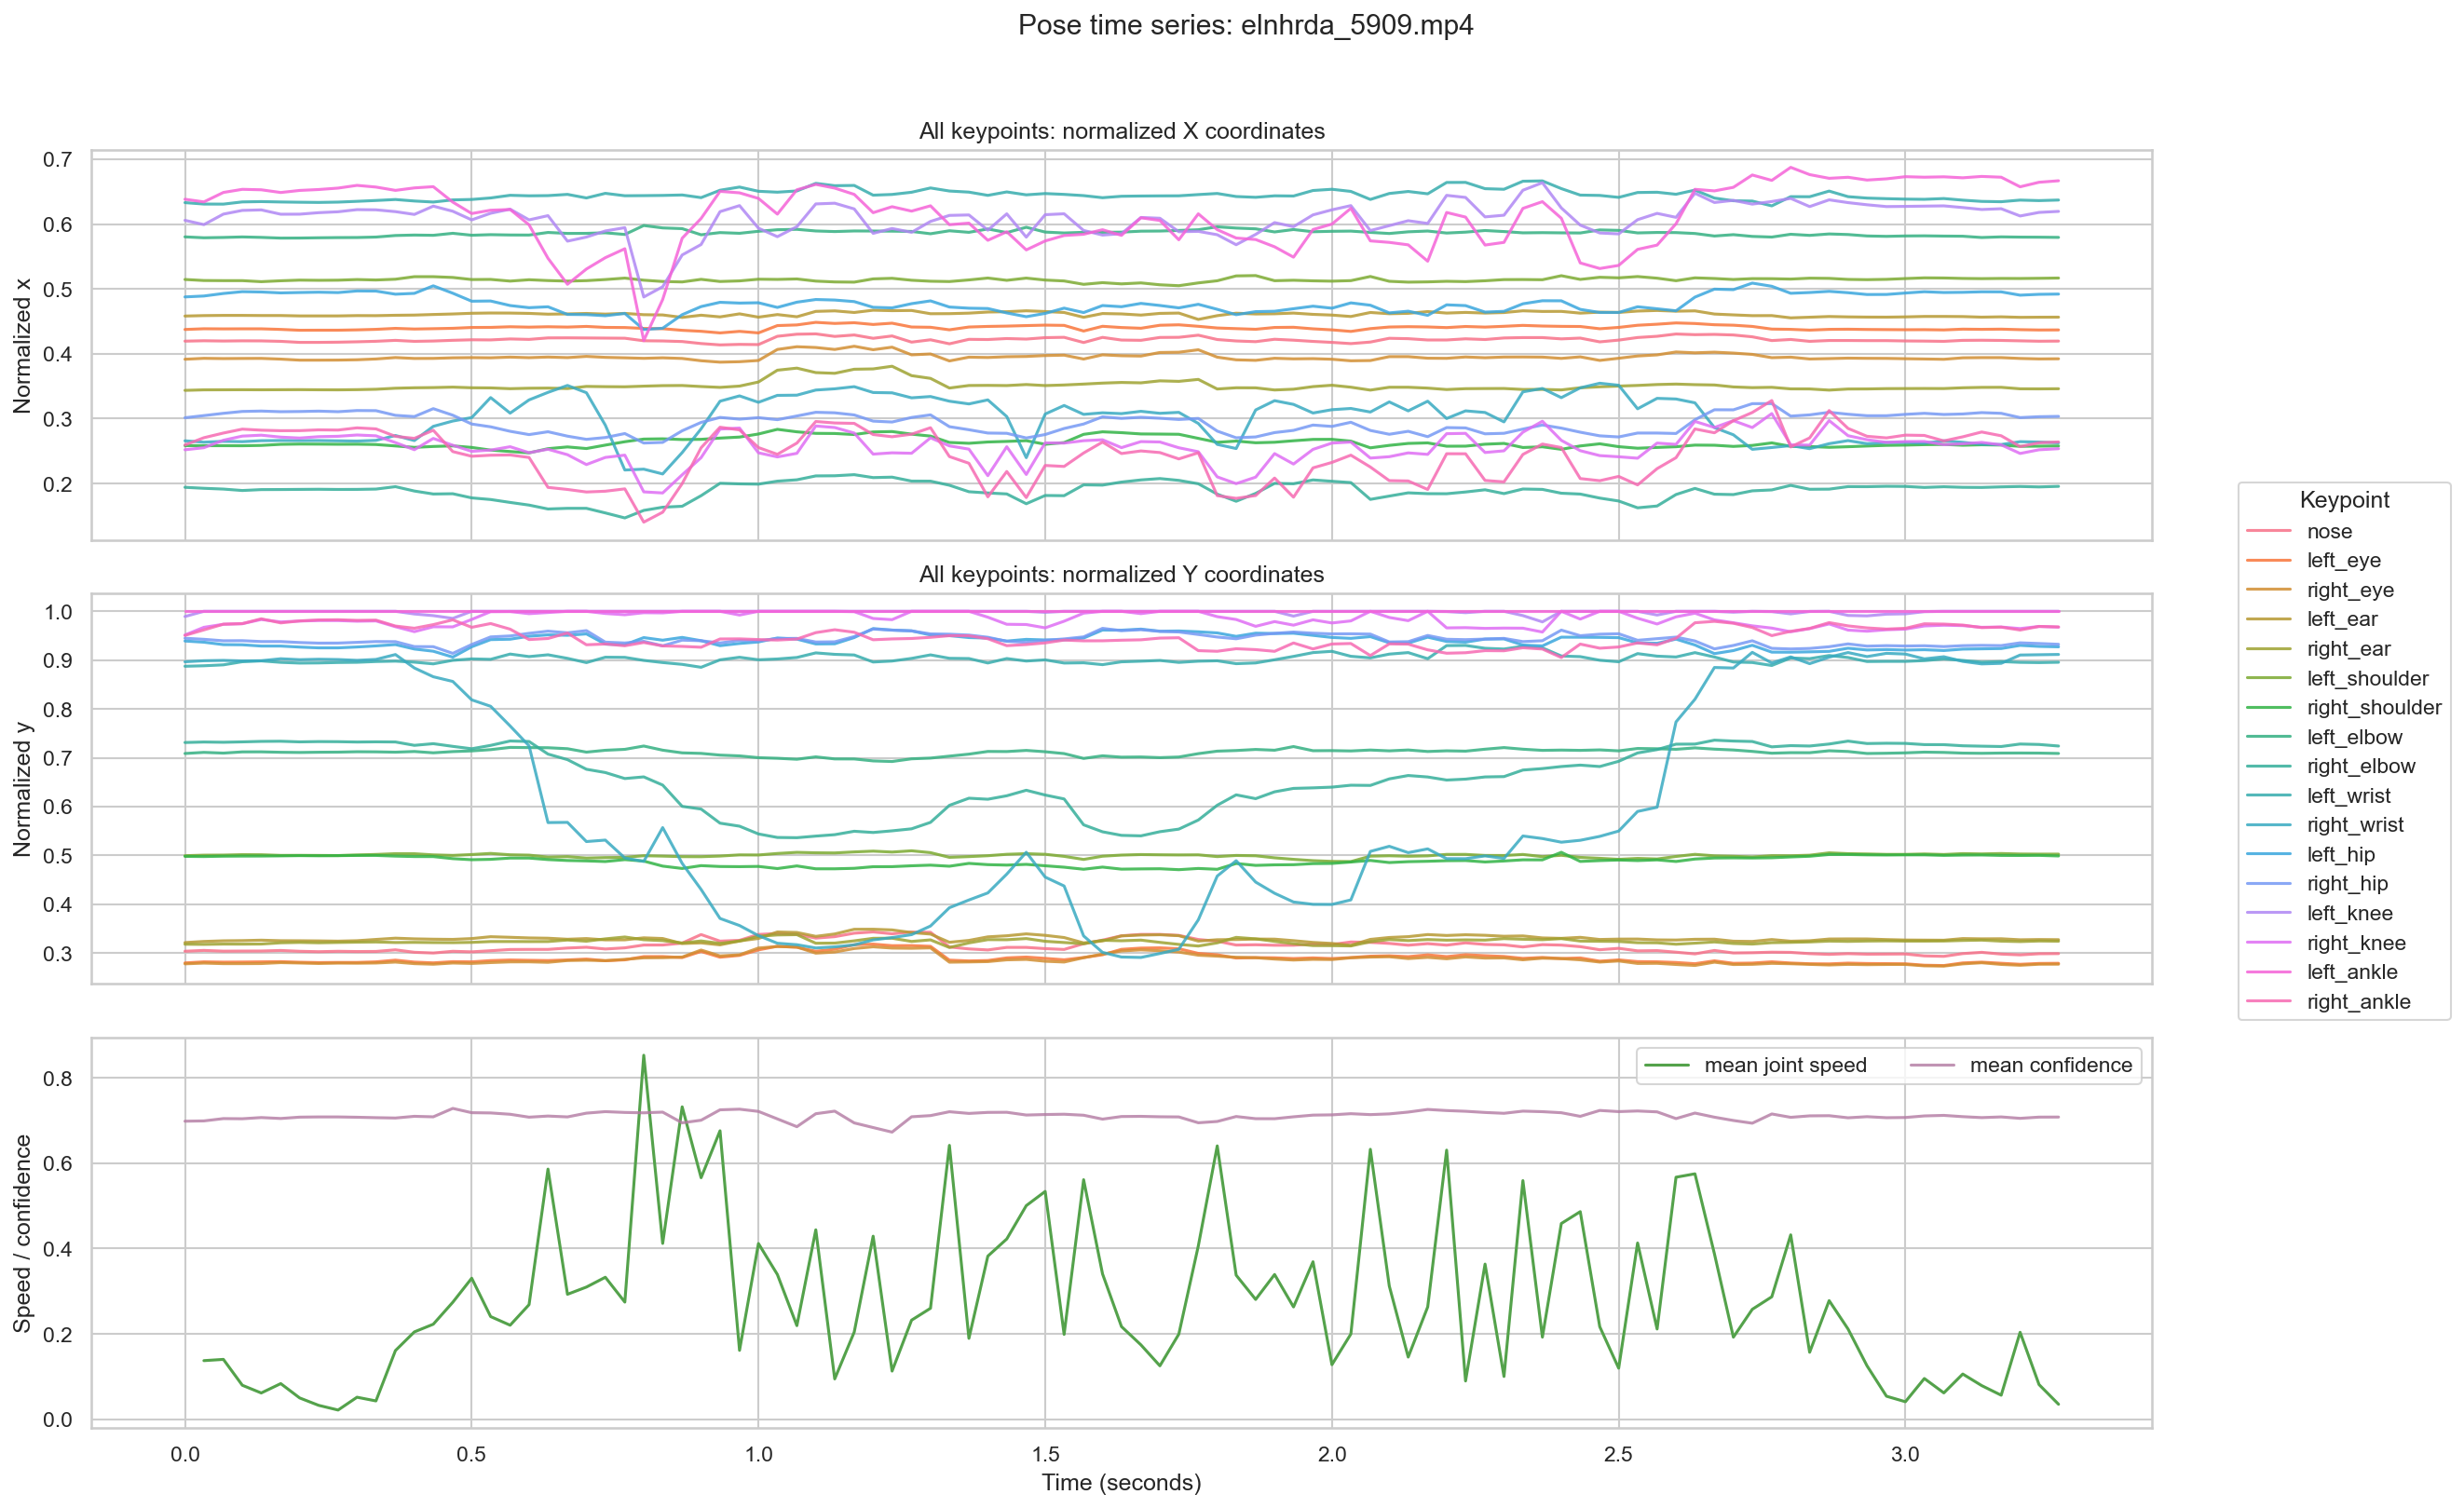 Pose time series: elnhrda_5909.mp4
All keypoints: normalized X coordinates
0.7
0.6
0.5
0.4
0.3
0.2
Normalized x
All keypoints: normalized Y coordinates
1.0
0.9
0.8
0.7
0.6
0.5
0.4
0.3
Normalized y
Keypoint
nose
left_eye
right_eye
left_ear
right_ear
left_shoulder
right_shoulder
left_elbow
right_elbow
left_wrist
right_wrist
left_hip
right_hip
left_knee
right_knee
left_ankle
right_ankle
mean joint speed
mean confidence
0.8
0.6
0.4
0.2
0.0
Speed / confidence
0.0 0.5 1.0 1.5 2.0 2.5 3.0
Time (seconds)